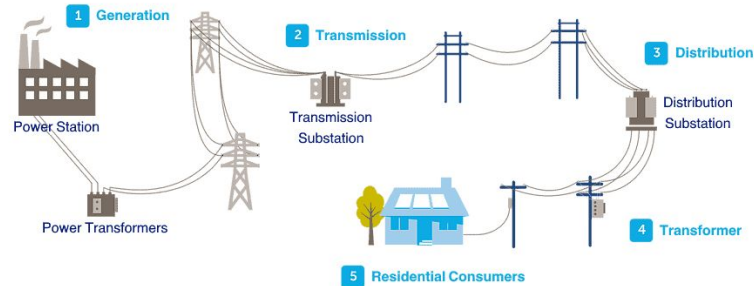 1 Generation
2 Transmission
3 Distribution
Power Station
Transmission
Substation
Distribution
Substation
Power Transformers
4 Transformer
5 Residential Consumers